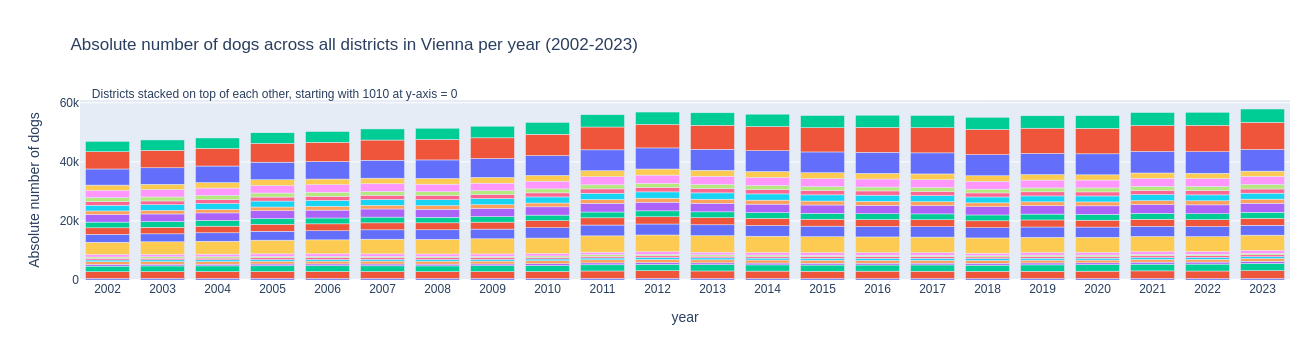 Absolute number of dogs across all districts in Vienna per year (2002-2023)
Districts stacked on top of each other, starting with 1010 at y-axis = 0
Absolute number of dogs
60k
40k
20k
0
2002 2003 2004 2005 2006 2007 2008 2009 2010 2011 2012 2013 2014 2015 2016 2017 2018 2019 2020 2021 2022 2023
year